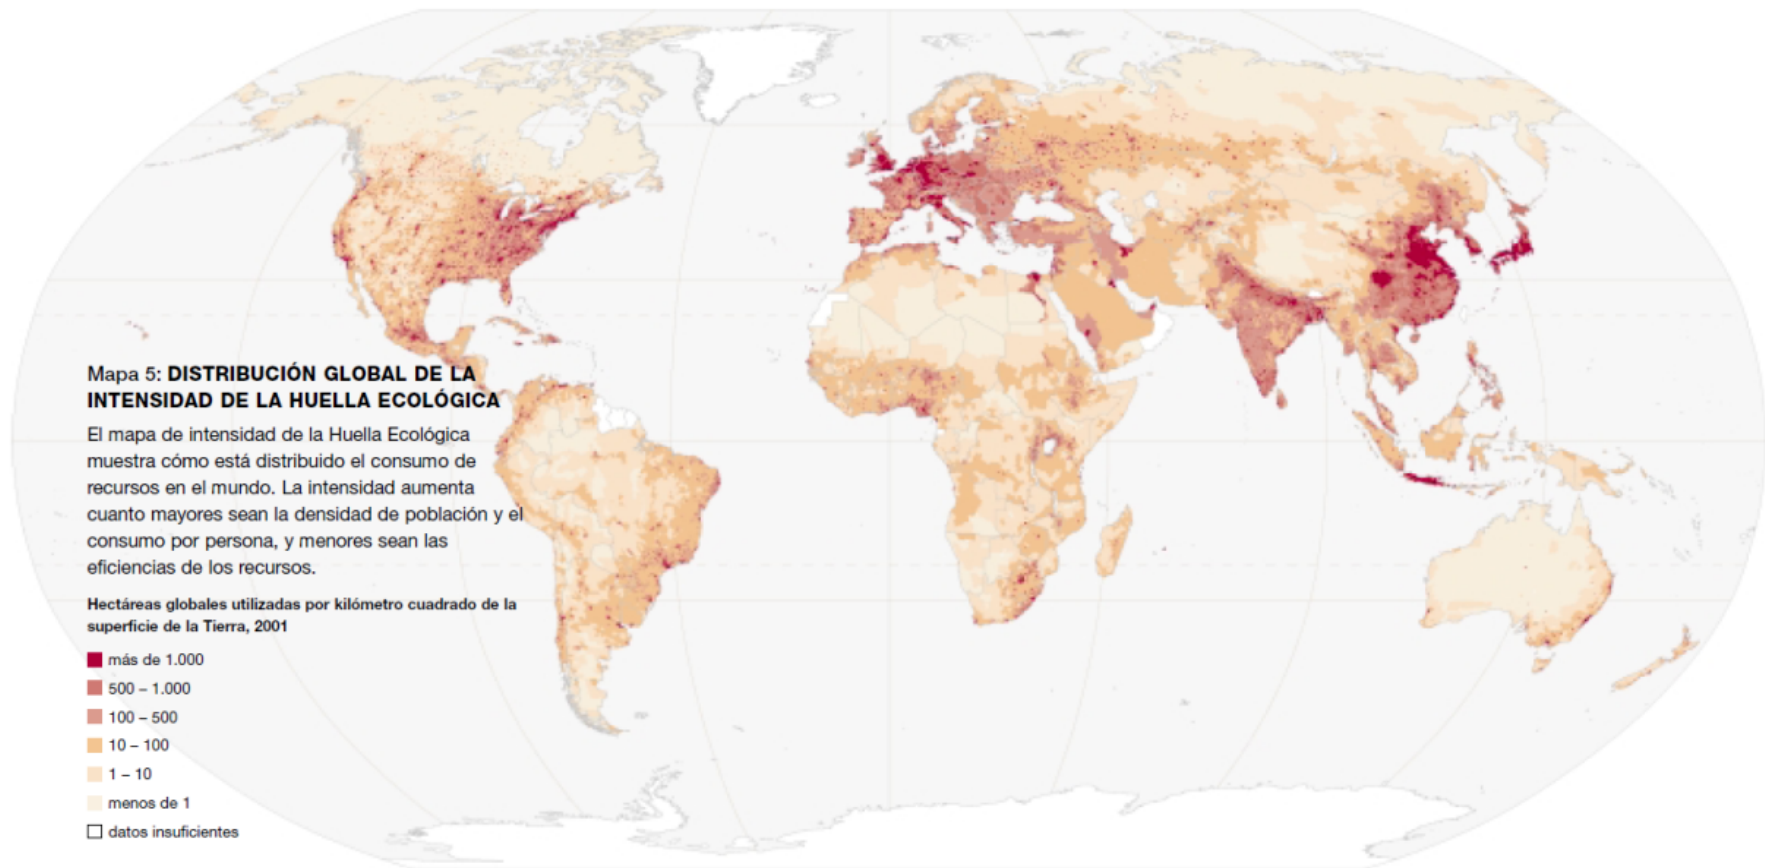 Mapa 5: DISTRIBUCIÓN GLOBAL DE LA
INTENSIDAD DE LA HUELLA ECOLÓGICA
El mapa de intensidad de la Huella Ecológica
muestra cómo está distribuido el consumo de
recursos en el mundo. La intensidad aumenta
cuanto mayores sean la densidad de población y el
consumo por persona, y menores sean las
eficiencias de los recursos.
Hectáreas globales utilizadas por kilómetro cuadrado de la
superficie de la Tierra, 2001
más de 1.000
500 – 1.000
100 – 500
10 – 100
1 – 10
menos de 1
datos insuficientes